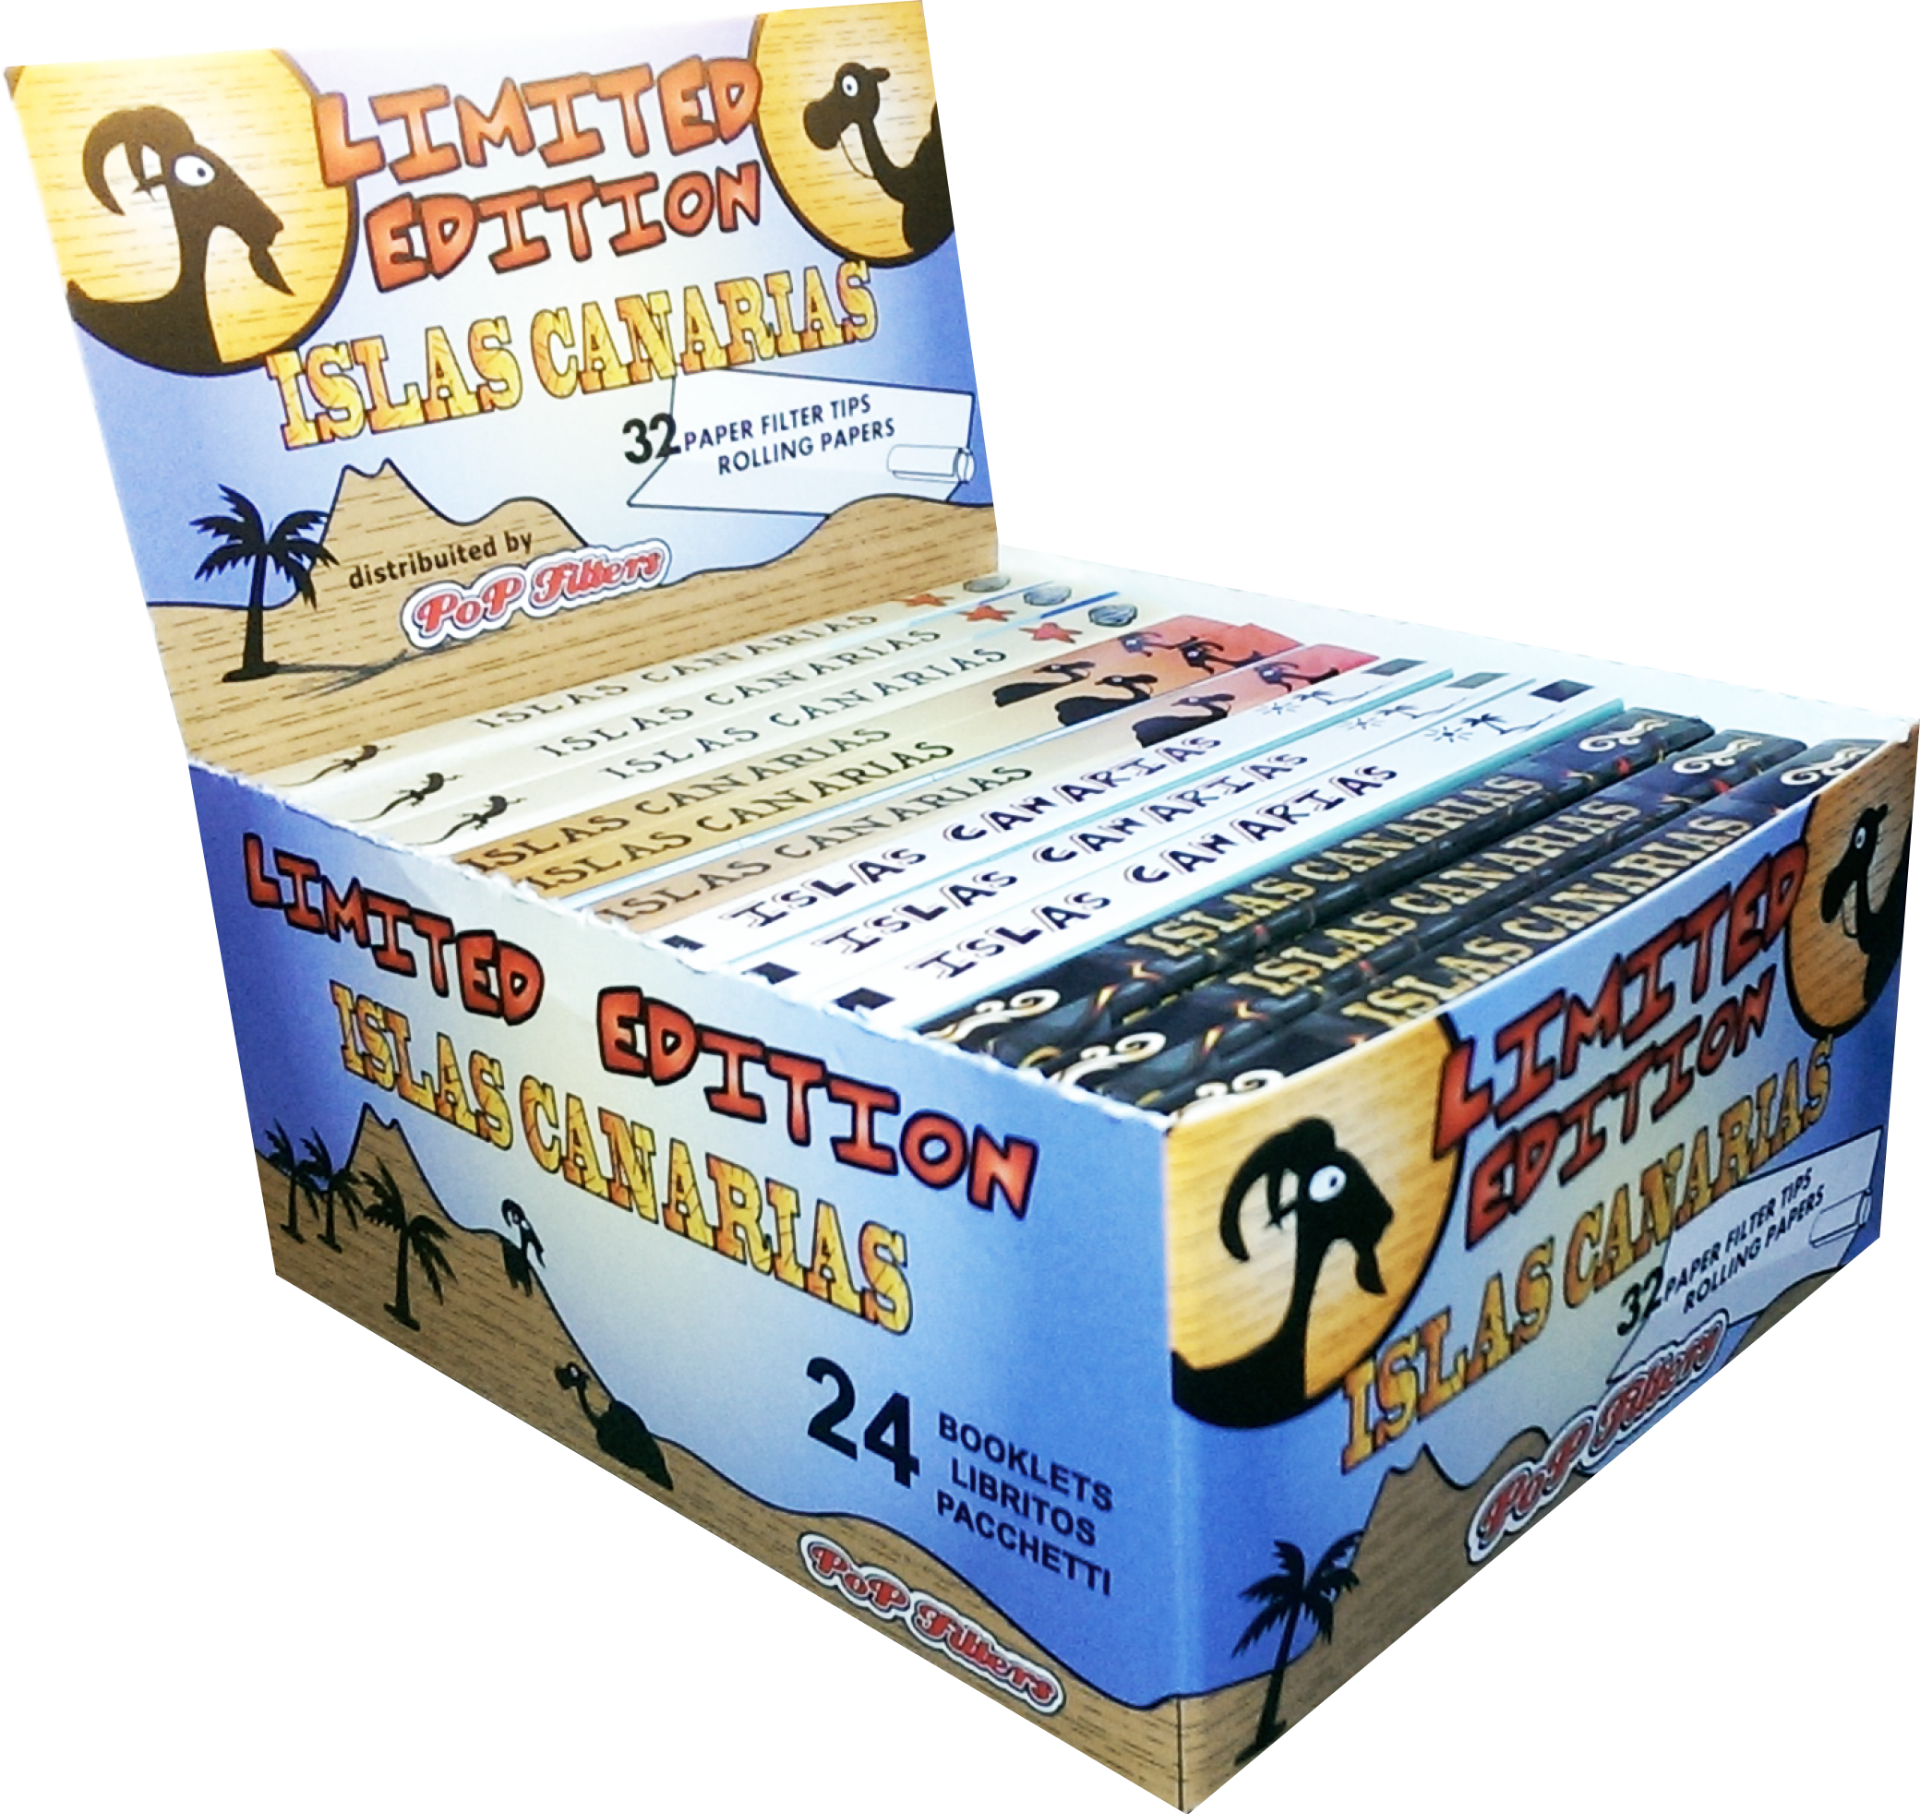 LIMITED
EDITION
ISLAS CANARIAS
32 PAPER FILTER TIPS
ROLLING PAPERS
distribuited by
PoP Filters
ISLAS CANARIAS
ISLAS CANARIAS
ISLAS CANARIAS
ISLAS CANARIAS
ISLAS CANARIAS
ISLAS CANARIAS
ISLAS CANARIAS
ISLAS CANARIAS
ISLAS CANARIAS
ISLAS CANARIAS
ISLAS CANARIAS
ISLAS CANARIAS
LIMITED EDITION
ISLAS CANARIAS
24 BOOKLETS
LIBRITOS
PACCHETTI
PoP Filters
LIMITED
EDITION
ISLAS CANARIAS
32 PAPER FILTER TIPS
ROLLING PAPERS
PoP Filters